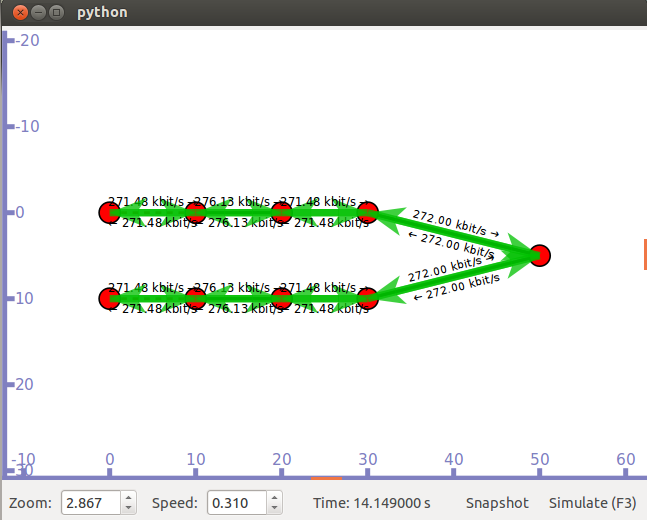 python
-20
-10
0
271.48 kbit/s → 276.13 kbit/s → 271.48 kbit/s →
← 271.48 kbit/s ← 276.13 kbit/s ← 271.48 kbit/s
272.00 kbit/s →
← 272.00 kbit/s
272.00 kbit/s →
← 272.00 kbit/s
10
271.48 kbit/s → 276.13 kbit/s → 271.48 kbit/s →
← 271.48 kbit/s ← 276.13 kbit/s ← 271.48 kbit/s
20
30
-10 0 10 20 30 40 50 60
Zoom: 2.867 Speed: 0.310 Time: 14.149000 s Snapshot Simulate (F3)